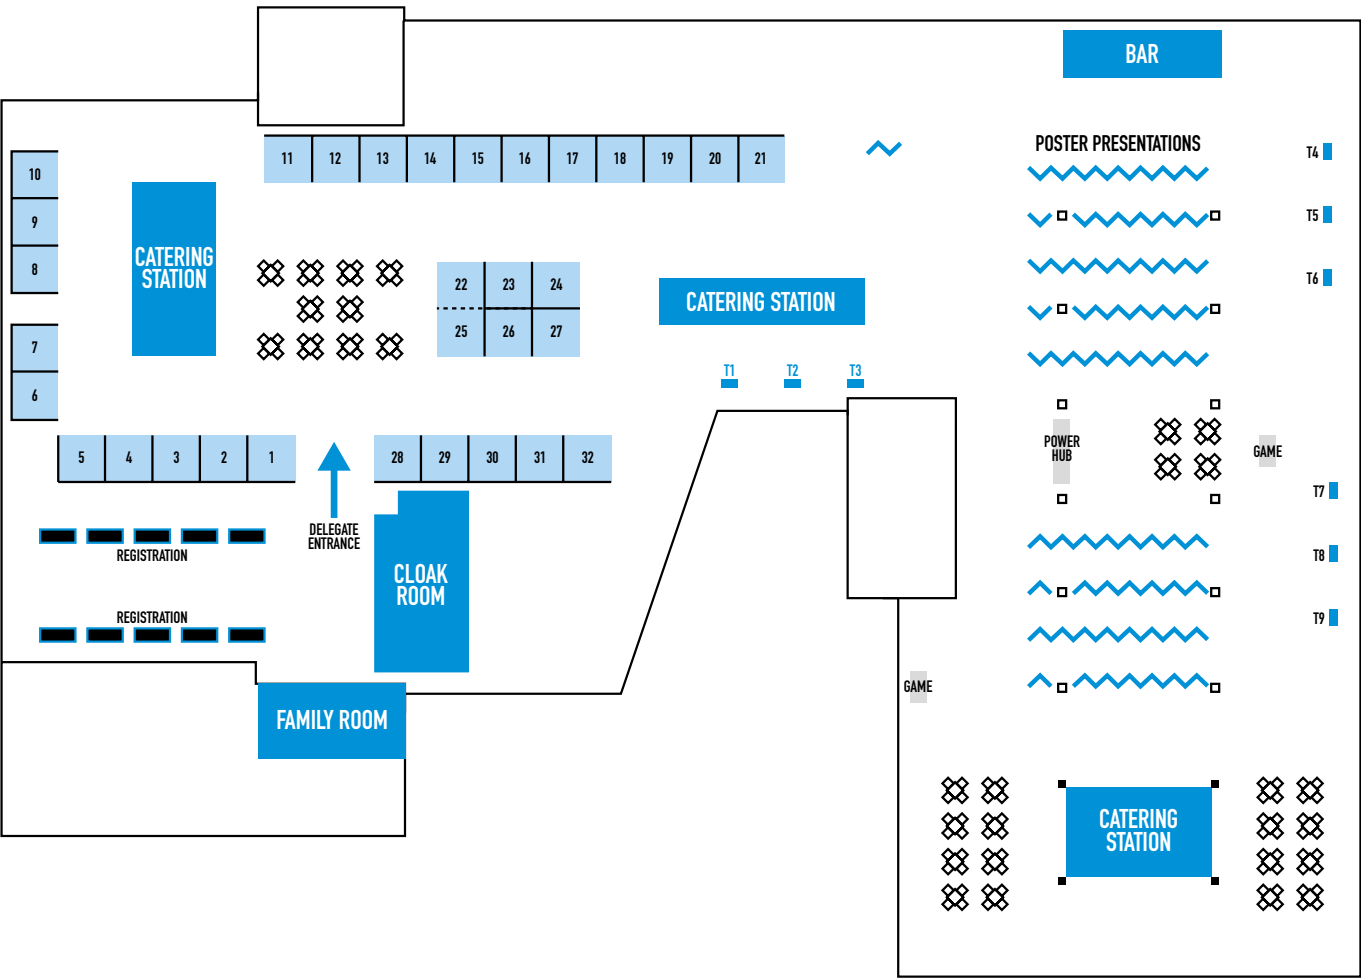 BAR
POSTER PRESENTATIONS
T4
11 12 13 14 15 16 17 18 19 20 21
10
9
8
T5
CATERING
STATION
T6
22 23 24
25 26 27
CATERING STATION
7
6
T1 T2 T3
POWER
HUB
GAME
5 4 3 2 1
28 29 30 31 32
T7
DELEGATE
ENTRANCE
REGISTRATION
T8
CLOAK
ROOM
REGISTRATION
T9
GAME
FAMILY ROOM
CATERING
STATION